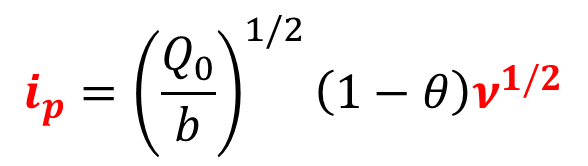 i_p = (Q_0/b)^{1/2} (1 − θ)ν^{1/2}